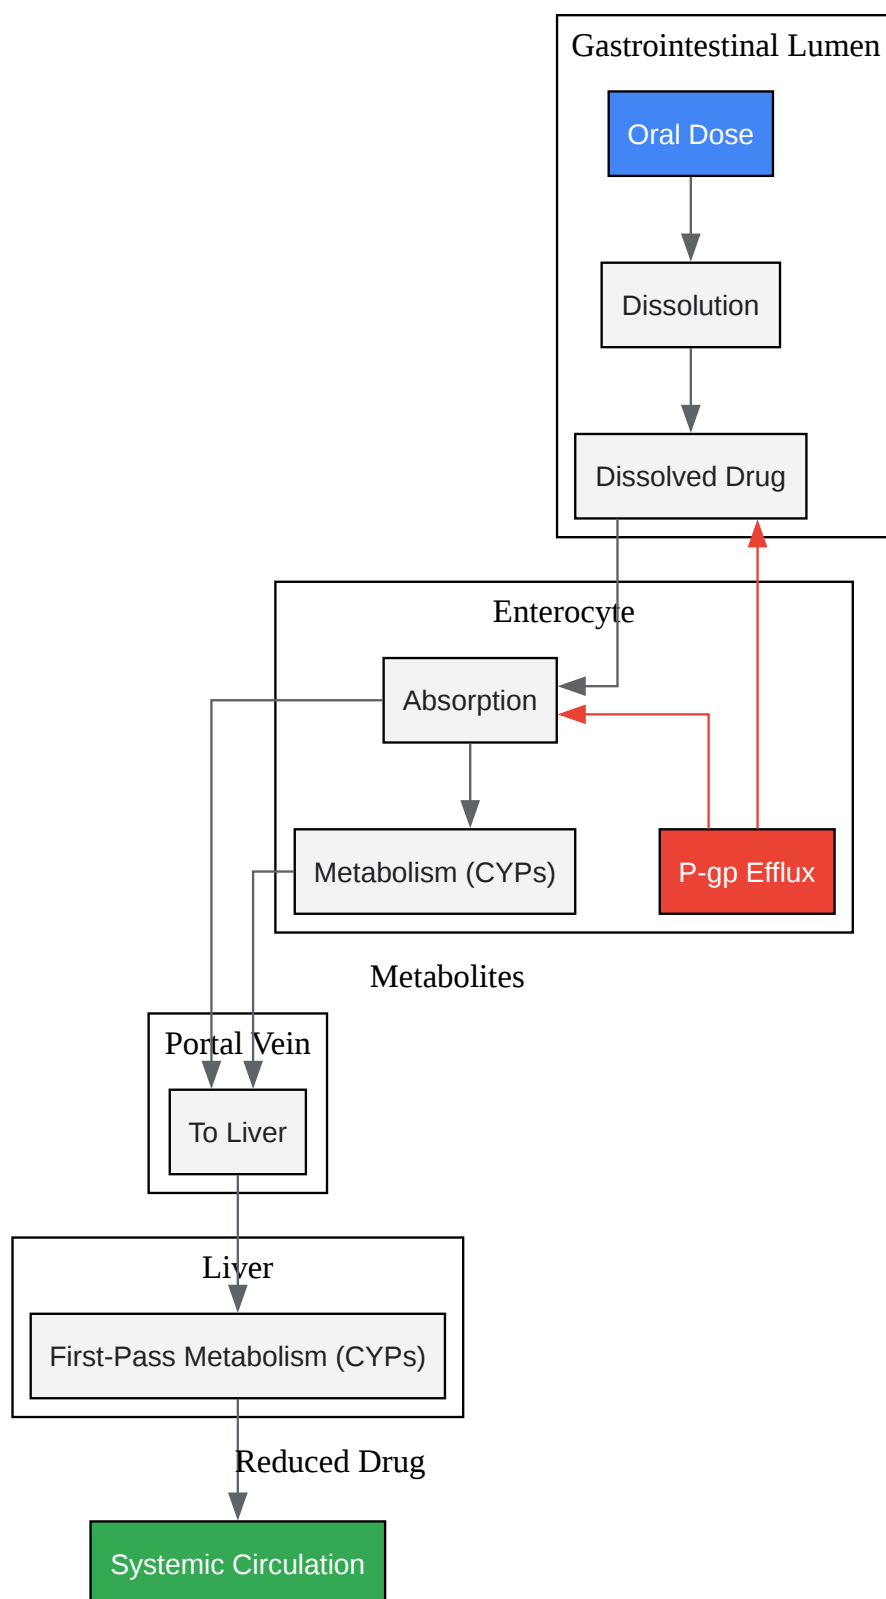 Gastrointestinal Lumen
Oral Dose
Dissolution
Dissolved Drug
Enterocyte
Absorption
Metabolism (CYPs)
P-gp Efflux
Metabolites
Portal Vein
To Liver
Liver
First-Pass Metabolism (CYPs)
Reduced Drug
Systemic Circulation